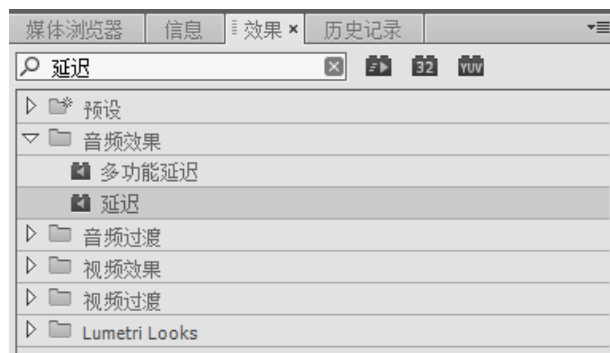 媒体浏览器 信息 效果 × 历史记录
延迟 32 YUV
预设
音频效果
多功能延迟
延迟
音频过渡
视频效果
视频过渡
Lumetri Looks